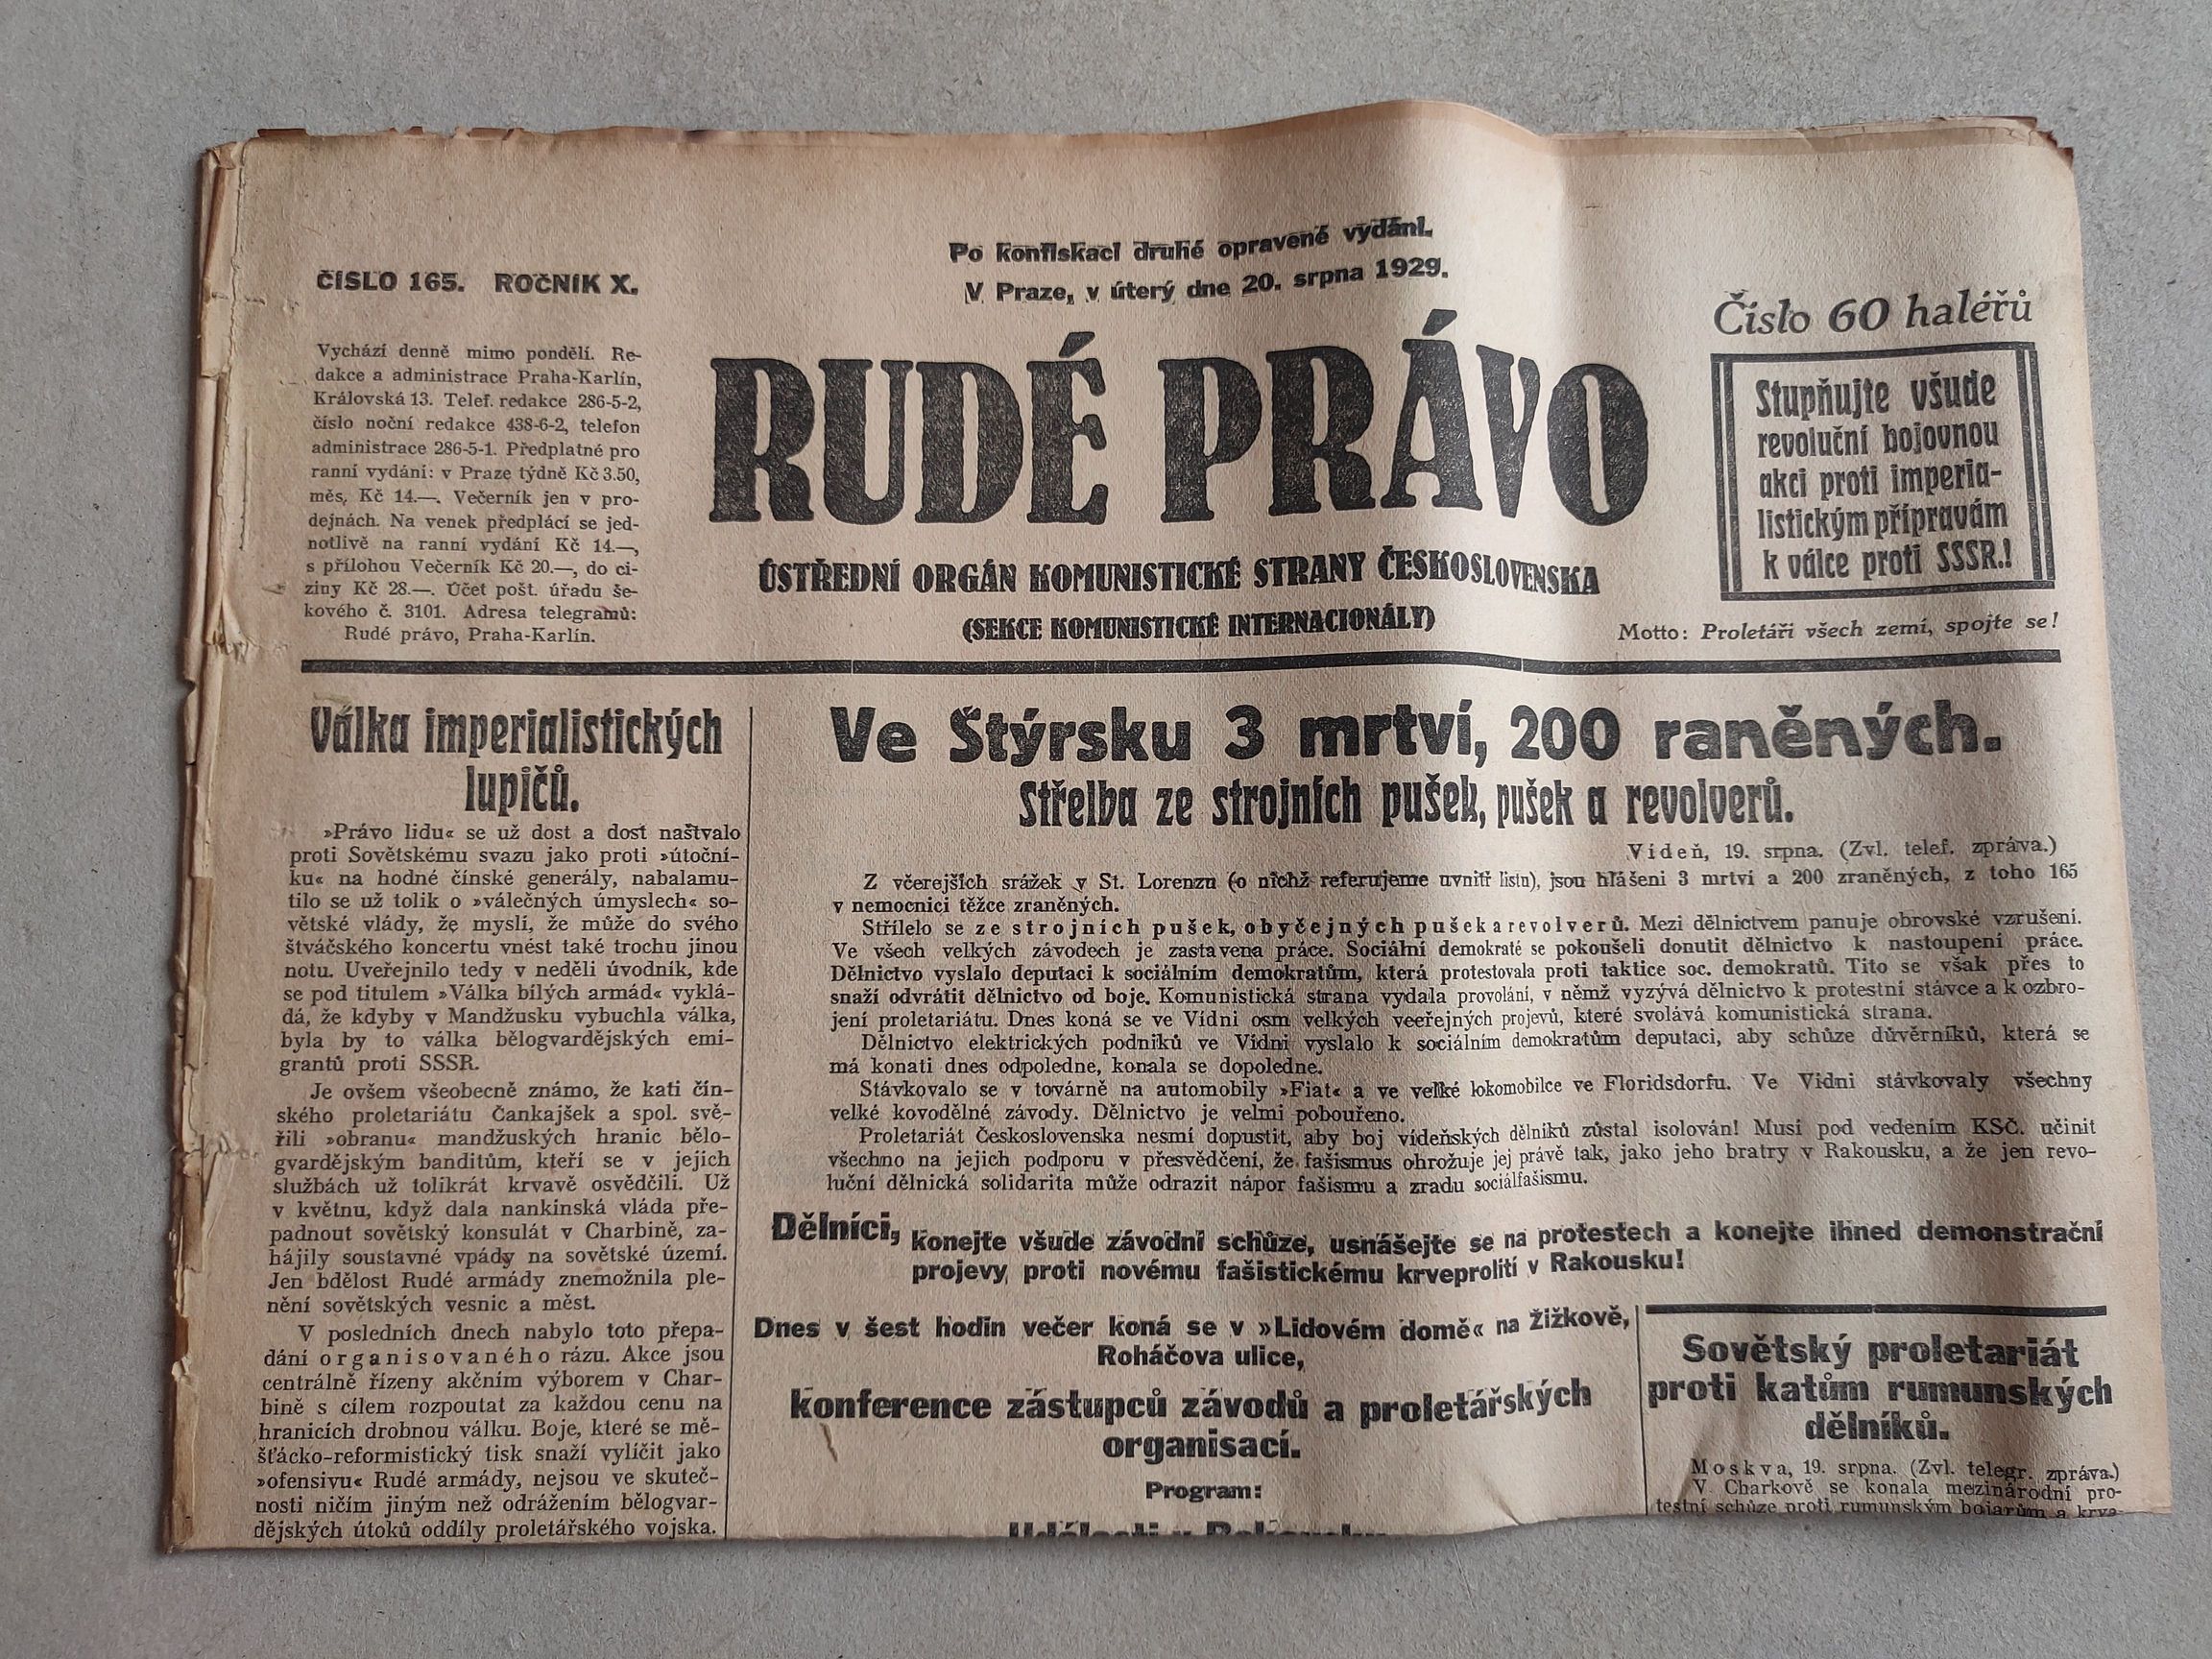 Po konfiskaci druhé opravené vydání.
V Praze, v úterý dne 20. srpna 1929.
ČÍSLO 165. ROČNÍK X.
Vychází denně mimo pondělí. Re-
dakce a administrace Praha-Karlín,
Královská 13. Telef. redakce 286-5-2,
číslo noční redakce 438-6-2, telefon
administrace 286-5-1. Předplatné pro
ranní vydání: v Praze týdně Kč 3.50,
měs. Kč 14.—. Večerník jen v pro-
dejnách. Na venek předplácí se jed-
notlivě na ranní vydání Kč 14.—,
s přílohou Večerník Kč 20.—, do ci-
ziny Kč 28.—. Účet pošt. úřadu še-
kového č. 3101. Adresa telegramů:
Rudé právo, Praha-Karlín.
RUDÉ PRÁVO
ÚSTŘEDNÍ ORGÁN KOMUNISTICKÉ STRANY ČESKOSLOVENSKA
(SEKCE KOMUNISTICKÉ INTERNACIONÁLY)
Číslo 60 haléřů
Stupňujte všude
revoluční bojovnou
akci proti imperia-
listickým přípravám
k válce proti SSSR.!
Motto: Proletáři všech zemí, spojte se!
Válka imperialistických
lupičů.
»Právo lidu« se už dost a dost naštvalo
proti Sovětskému svazu jako proti »útoční-
ku« na hodné čínské generály, nabalamu-
tilo se už tolik o »válečných úmyslech« so-
větské vlády, že myslí, že může do svého
štváčského koncertu vnést také trochu jinou
notu. Uveřejnilo tedy v neděli úvodník, kde
se pod titulem »Válka bílých armád« vyklá-
dá, že kdyby v Mandžusku vybuchla válka,
byla by to válka bělogvardějských emi-
grantů proti SSSR.
Je ovšem všeobecně známo, že kati čín-
ského proletariátu Čankajšek a spol. svě-
řili »obranu« mandžuských hranic bělo-
gvardějským banditům, kteří se v jejich
službách už tolikrát krvavě osvědčili. Už
v květnu, když dala nankinská vláda pře-
padnout sovětský konsulát v Charbině, za-
hájily soustavné vpády na sovětské území.
Jen bdělost Rudé armády znemožnila ple-
nění sovětských vesnic a měst.
V posledních dnech nabylo toto přepa-
dání organisovaného rázu. Akce jsou
centrálně řízeny akčním výborem v Char-
bině s cílem rozpoutat za každou cenu na
hranicích drobnou válku. Boje, které se mě-
šťácko-reformistický tisk snaží vylíčit jako
»ofensivu« Rudé armády, nejsou ve skuteč-
nosti ničím jiným než odrážením bělogvar-
dějských útoků oddíly proletářského vojska.
Ve Štýrsku 3 mrtví, 200 raněných.
Střelba ze strojních pušek, pušek a revolverů.
Vídeň, 19. srpna. (Zvl. telef. zpráva.)
Z včerejších srážek v St. Lorenzu (o nichž referujeme uvnitř listu), jsou hlášeni 3 mrtví a 200 zraněných, z toho 165
v nemocnici těžce zraněných.
Střílelo se ze strojních pušek, obyčejných pušek a revolverů. Mezi dělnictvem panuje obrovské vzrušení.
Ve všech velkých závodech je zastavena práce. Sociální demokraté se pokoušeli donutit dělnictvo k nastoupení práce.
Dělnictvo vyslalo deputaci k sociálním demokratům, která protestovala proti taktice soc. demokratů. Tito se však přes to
snaží odvrátit dělnictvo od boje. Komunistická strana vydala provolání, v němž vyzývá dělnictvo k protestní stávce a k ozbro-
jení proletariátu. Dnes koná se ve Vídni osm velkých veeřejných projevů, které svolává komunistická strana.
Dělnictvo elektrických podniků ve Vídni vyslalo k sociálním demokratům deputaci, aby schůze důvěrníků, která se
má konati dnes odpoledne, konala se dopoledne.
Stávkovalo se v továrně na automobily »Fiat« a ve velké lokomobilce ve Floridsdorfu. Ve Vídni stávkovaly všechny
velké kovodělné závody. Dělnictvo je velmi pobouřeno.
Proletariát Československa nesmí dopustit, aby boj vídeňských dělníků zůstal isolován! Musí pod vedením KSČ. učinit
všechno na jejich podporu v přesvědčení, že fašismus ohrožuje jej právě tak, jako jeho bratry v Rakousku, a že jen revo-
luční dělnická solidarita může odrazit nápor fašismu a zradu sociálfašismu.
Dělníci, konejte všude závodní schůze, usnášejte se na protestech a konejte ihned demonstrační
projevy proti novému fašistickému krveprolití v Rakousku!
Dnes v šest hodin večer koná se v »Lidovém domě« na Žižkově,
Roháčova ulice,
konference zástupců závodů a proletářských
organisací.
Program:
Události v Rakousku
Sovětský proletariát
proti katům rumunských
dělníků.
Moskva, 19. srpna. (Zvl. telegr. zpráva.)
V Charkově se konala mezinárodní pro-
testní schůze proti rumunským bojarům a krva-